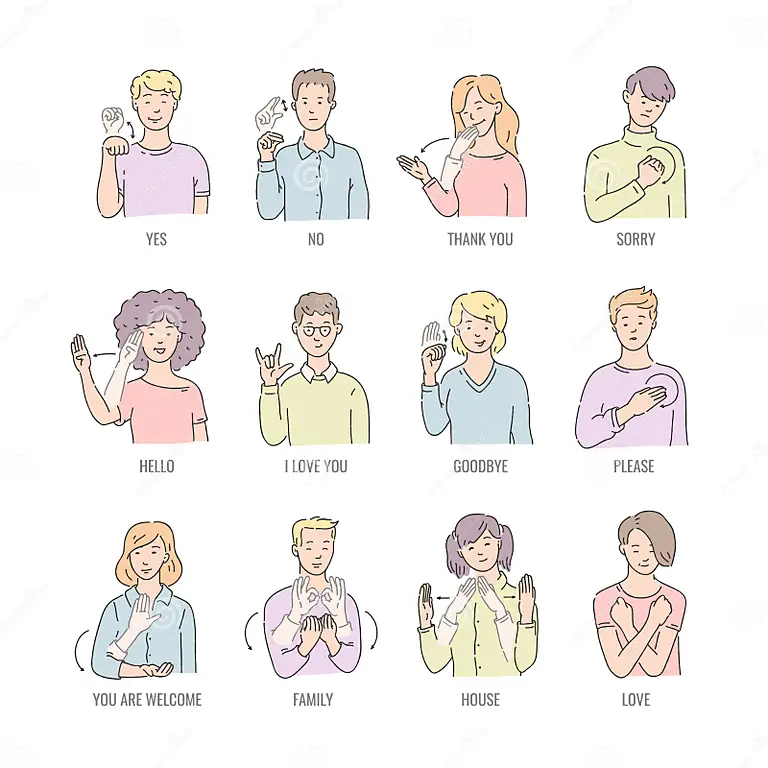 YES
NO
THANK YOU
SORRY
HELLO
I LOVE YOU
GOODBYE
PLEASE
YOU ARE WELCOME
FAMILY
HOUSE
LOVE